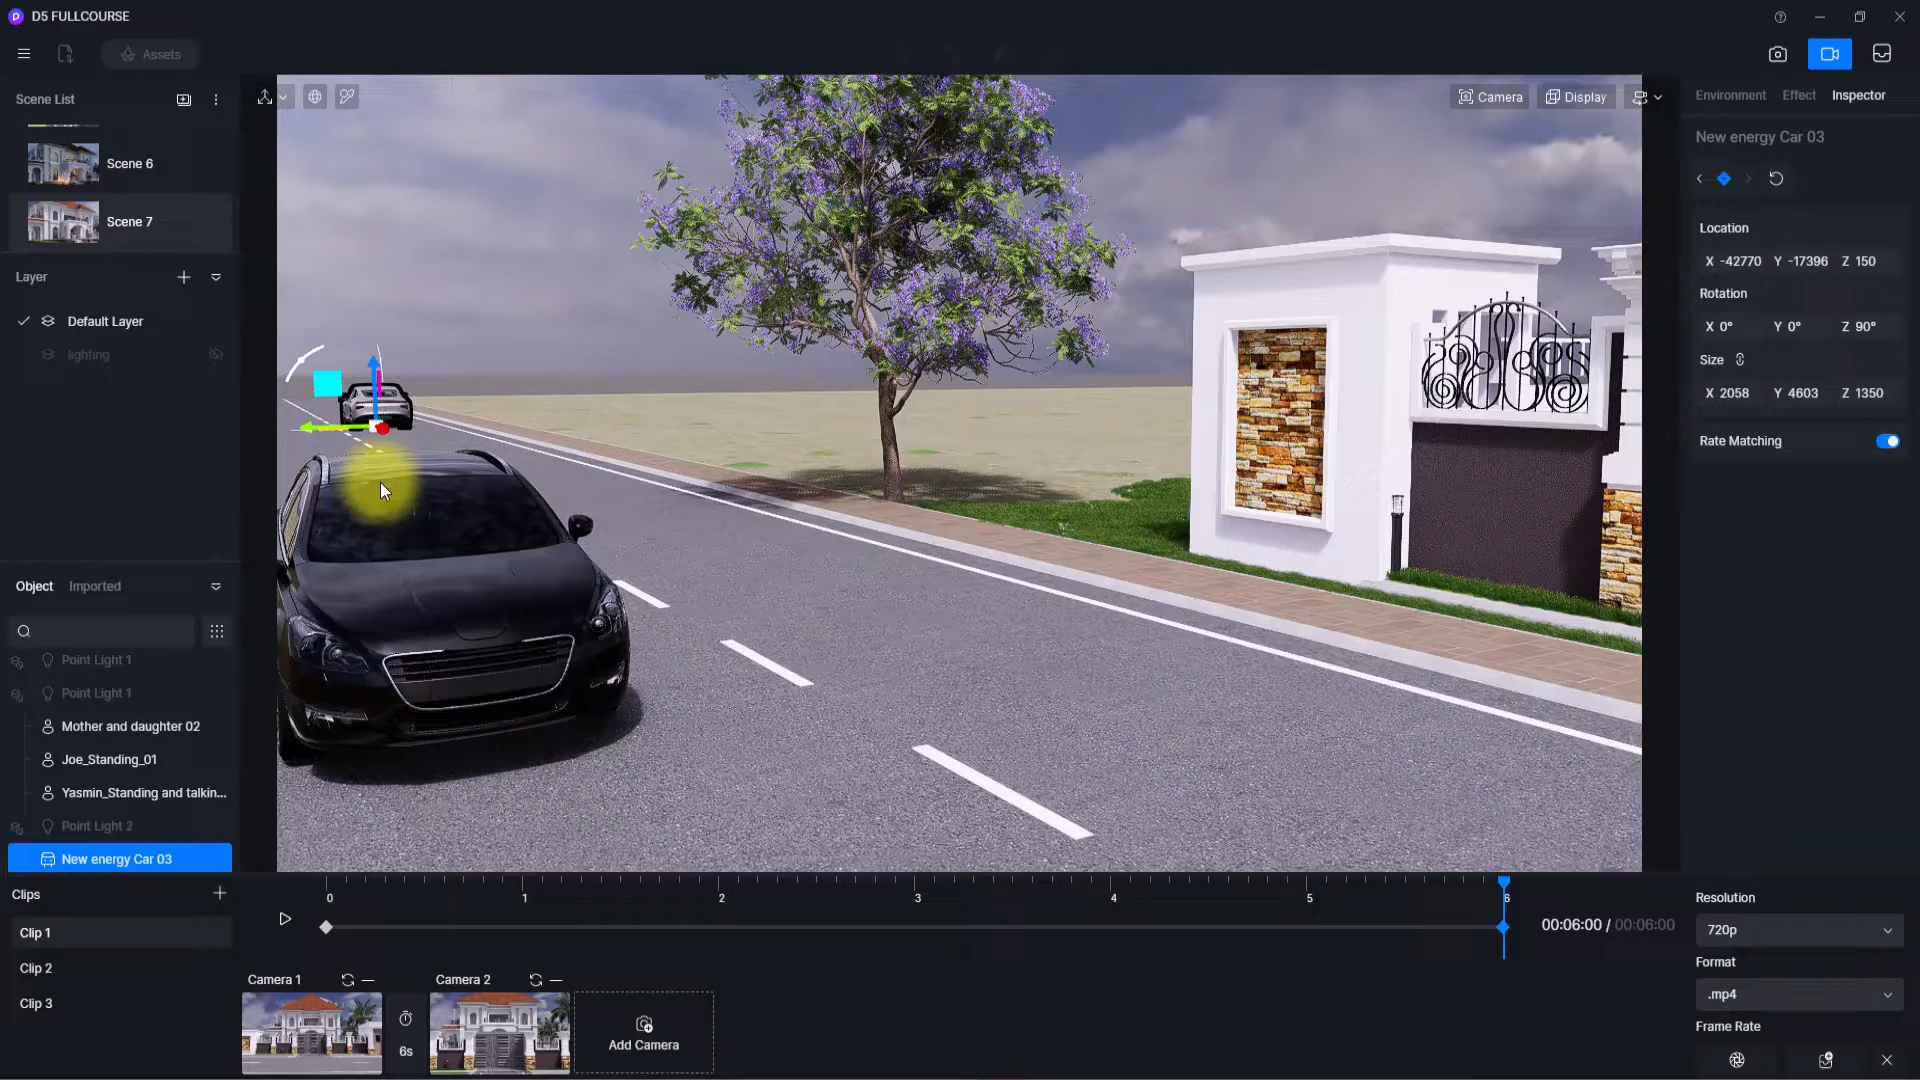 D5 FULLCOURSE
Assets
Scene List
Scene 6
Scene 7
Layer
Default Layer
lighting
Object Imported
Point Light 1
Point Light 1
Mother and daughter 02
Joe_Standing_01
Yasmin_Standing and talkin...
Point Light 2
New energy Car 03
Camera Display
Environment Effect Inspector
New energy Car 03
Location
X -42770 Y -17396 Z 150
Rotation
X 0° Y 0° Z 90°
Size
X 2058 Y 4603 Z 1350
Rate Matching
Clips
Clip 1
Clip 2
Clip 3
0 1 2 3 4 5 6
00:06:00 / 00:06:00
Camera 1
6s
Camera 2
Add Camera
Resolution
720p
Format
.mp4
Frame Rate